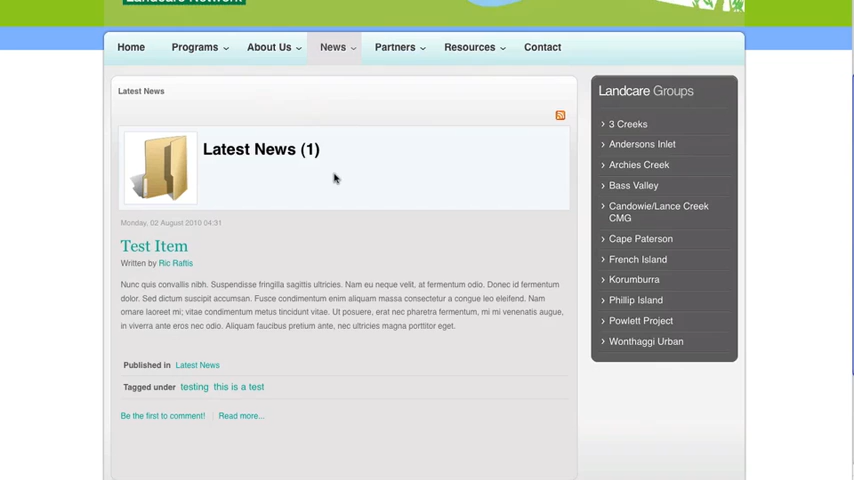 Landcare Network
Home Programs About Us News Partners Resources Contact
Latest News
Latest News (1)
Monday, 02 August 2010 04:31
Test Item
Written by Ric Raftis
Nunc quis convallis nibh. Suspendisse fringilla sagittis ultricies. Nam eu neque velit, at fermentum odio. Donec id fermentum
dolor. Sed dictum suscipit accumsan. Fusce condimentum enim aliquam massa consectetur a congue leo eleifend. Nam
ornare laoreet mi; vitae condimentum metus tincidunt vitae. Ut posuere, erat nec pharetra fermentum, mi mi venenatis augue,
in viverra ante eros nec odio. Aliquam faucibus pretium ante, nec ultricies magna porttitor eget.
Published in Latest News
Tagged under testing this is a test
Be the first to comment! Read more...
Landcare Groups
3 Creeks
Andersons Inlet
Archies Creek
Bass Valley
Candowie/Lance Creek
CMG
Cape Paterson
French Island
Korumburra
Phillip Island
Powlett Project
Wonthaggi Urban